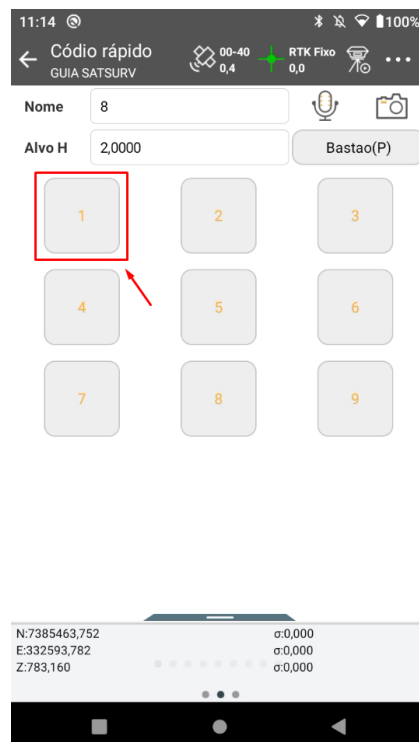 11:14 100%
Códio rápido 00-40 RTK Fixo
GUIA SATSURV 0,4 0,0
Nome 8
Alvo H 2,0000 Bastao(P)
1 2 3
4 5 6
7 8 9
N:7385463,752 σ:0,000
E:332593,782 σ:0,000
Z:783,160 σ:0,000